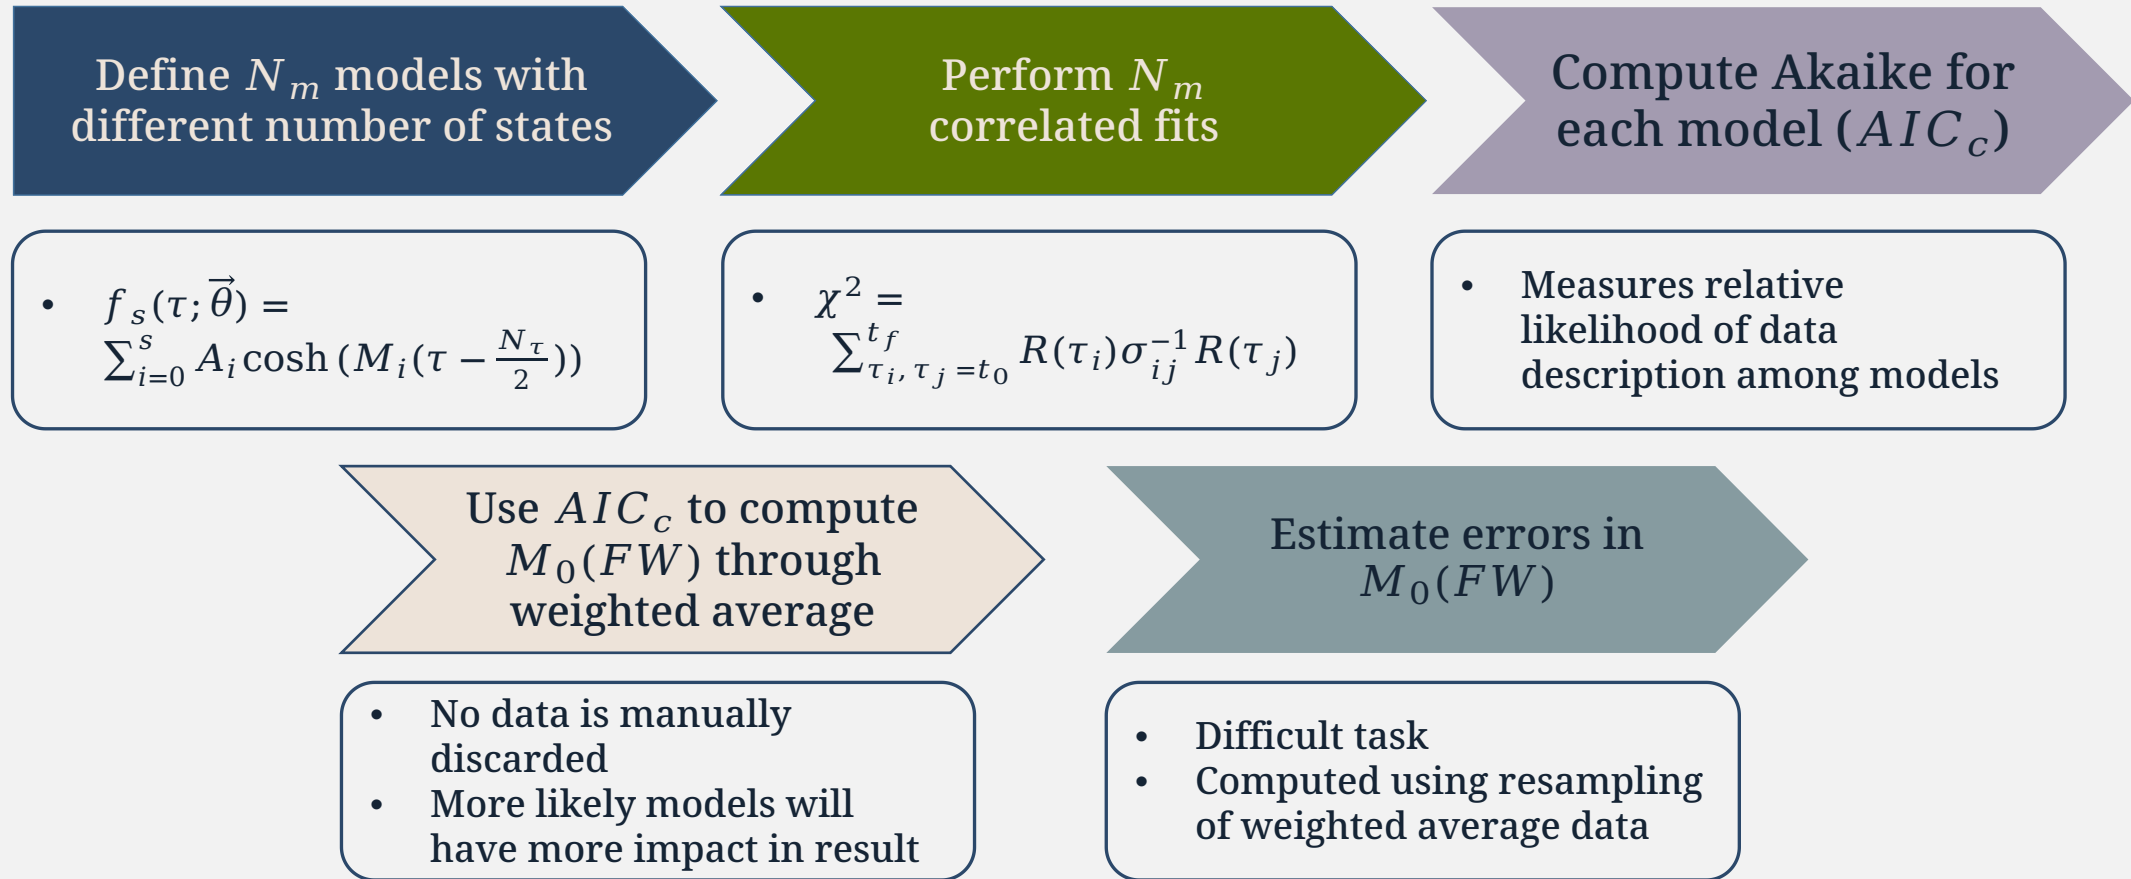 Define N_m models with
different number of states
Perform N_m
correlated fits
Compute Akaike for
each model (AIC_c)
• f_s(τ; θ⃗) =
∑_{i=0}^{s} A_i cosh (M_i(τ − N_τ/2))
• χ² =
∑_{τ_i, τ_j = t_0}^{t_f} R(τ_i)σ_{ij}^{−1} R(τ_j)
• Measures relative
likelihood of data
description among models
Use AIC_c to compute
M_0(FW) through
weighted average
Estimate errors in
M_0(FW)
• No data is manually
discarded
• More likely models will
have more impact in result
• Difficult task
• Computed using resampling
of weighted average data